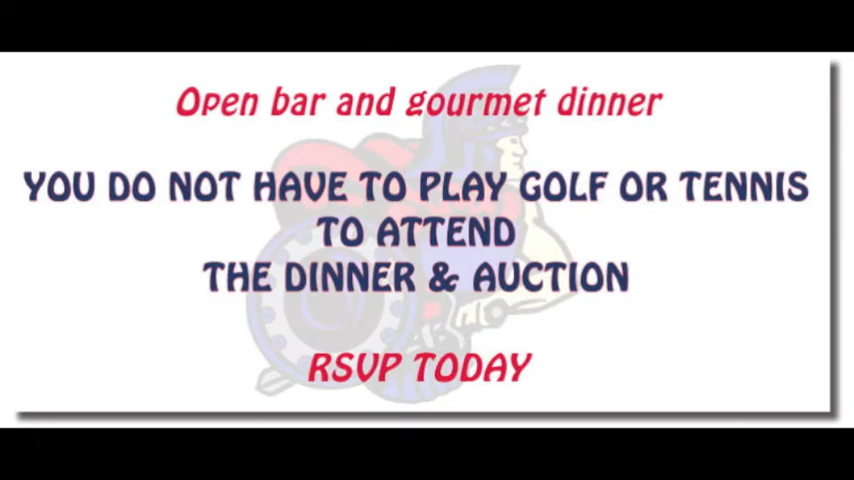 Open bar and gourmet dinner
YOU DO NOT HAVE TO PLAY GOLF OR TENNIS
TO ATTEND
THE DINNER & AUCTION
RSVP TODAY